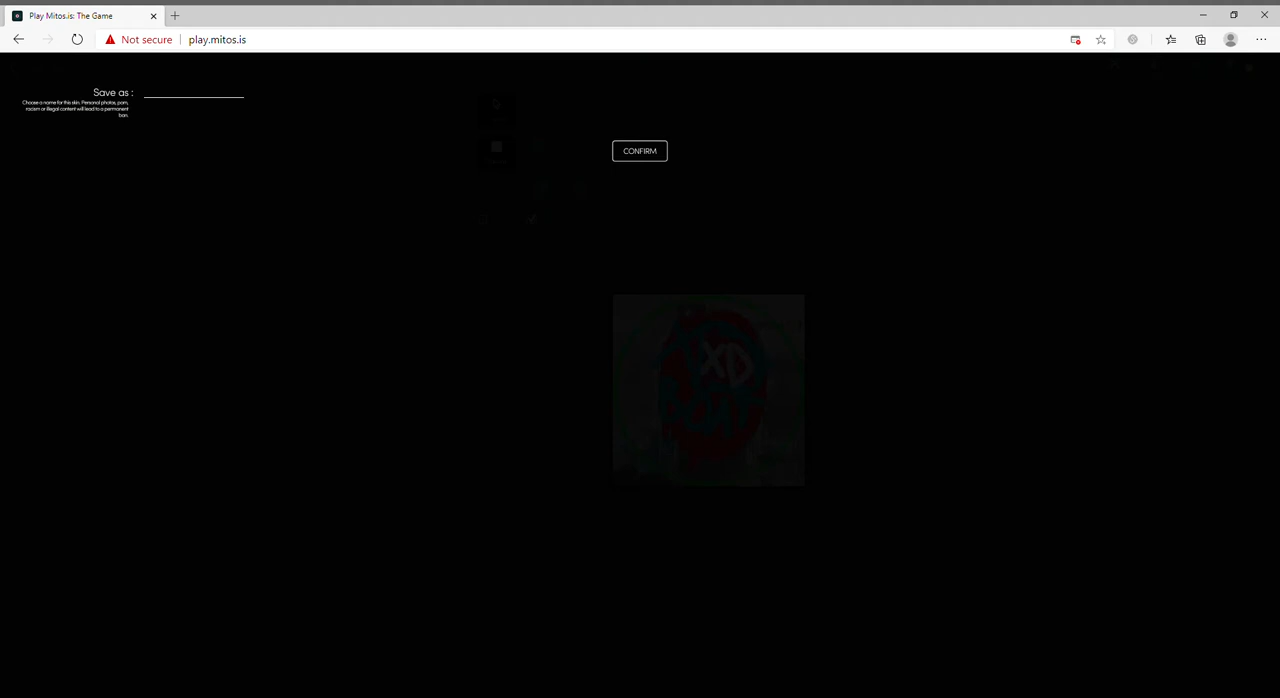 Play Mitos.is: The Game
Not secure
play.mitos.is
Save as :
Choose a name for this skin. Personal photos, porn,
racism or illegal content will lead to a permanent
ban.
CONFIRM
XD